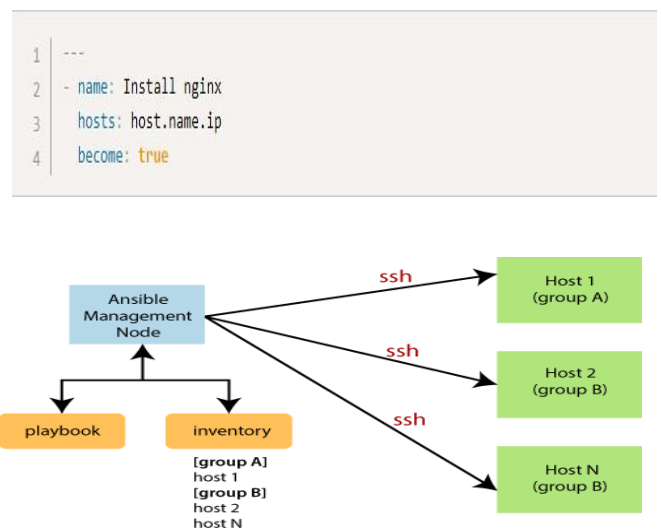 1 ---
2 - name: Install nginx
3 hosts: host.name.ip
4 become: true
Ansible
Management
Node
ssh
ssh
ssh
Host 1
(group A)
Host 2
(group B)
Host N
(group B)
playbook
inventory
[group A]
host 1
[group B]
host 2
host N